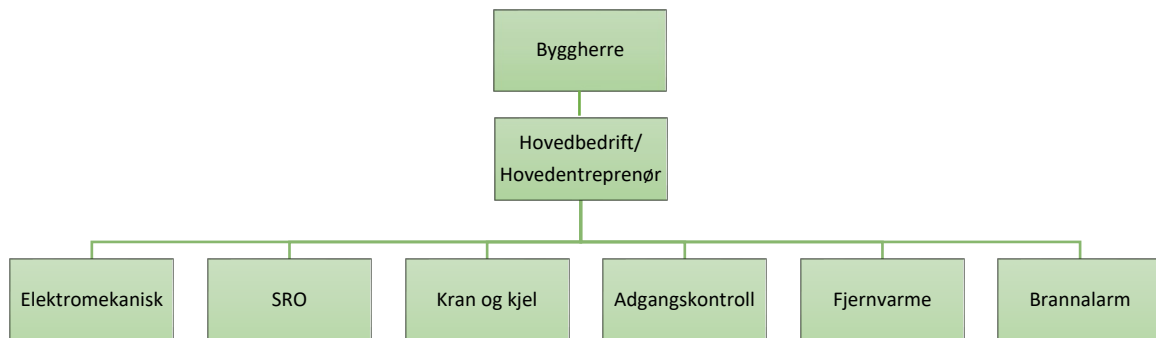 Byggherre
Hovedbedrift/
Hovedentreprenør
Elektromekanisk
SRO
Kran og kjel
Adgangskontroll
Fjernvarme
Brannalarm